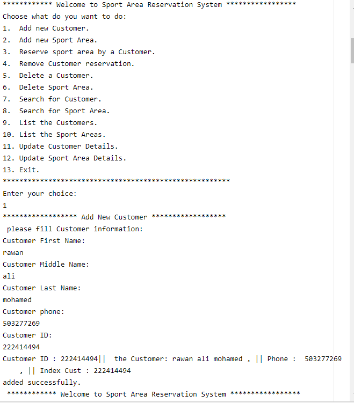 ************ Welcome to Sport Area Reservation System *****************
Choose what do you want to do:
1.  Add new Customer.
2.  Add new Sport Area.
3.  Reserve sport area by a Customer.
4.  Remove Customer reservation.
5.  Delete a Customer.
6.  Delete Sport Area.
7.  Search for Customer.
8.  Search for Sport Area.
9.  List the Customers.
10. List the Sport Areas.
11. Update Customer Details.
12. Update Sport Area Details.
13. Exit.
*******************************************************
Enter your choice:
1
****************** Add New Customer ******************
 please fill Customer information:
Customer First Name:
rawan
Customer Middle Name:
ali
Customer Last Name:
mohamed
Customer phone:
503277269
Customer ID:
222414494
Customer ID : 222414494||  the Customer: rawan ali mohamed , || Phone :  503277269
    , || Index Cust : 222414494
added successfully.
 ************ Welcome to Sport Area Reservation System *****************